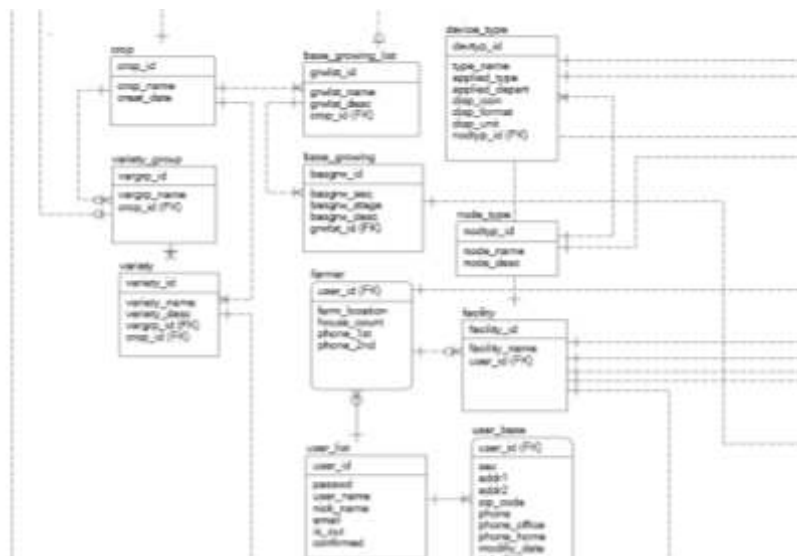 crop
crop_id
crop_name
creat_date
variety_group
vargrp_id
vargrp_name
crop_id (FK)
variety
variety_id
variety_name
variety_desc
vargrp_id (FK)
crop_id (FK)
base_growing_list
grwlst_id
grwlst_name
grwlst_desc
crop_id (FK)
base_growing
basgrw_id
basgrw_sec
basgrw_stage
basgrw_desc
grwlst_id (FK)
farmer
user_id (FK)
farm_location
house_count
phone_1st
phone_2nd
user_list
user_id
passwd
user_name
nick_name
email
is_out
confirmed
device_type
devtyp_id
type_name
applied_type
applied_depart
disp_icon
disp_format
disp_unit
nodtyp_id (FK)
node_type
nodtyp_id
node_name
node_desc
facility
facility_id
facility_name
user_id (FK)
user_base
user_id (FK)
sex
addr1
addr2
zip_code
phone
phone_office
phone_home
modify_date